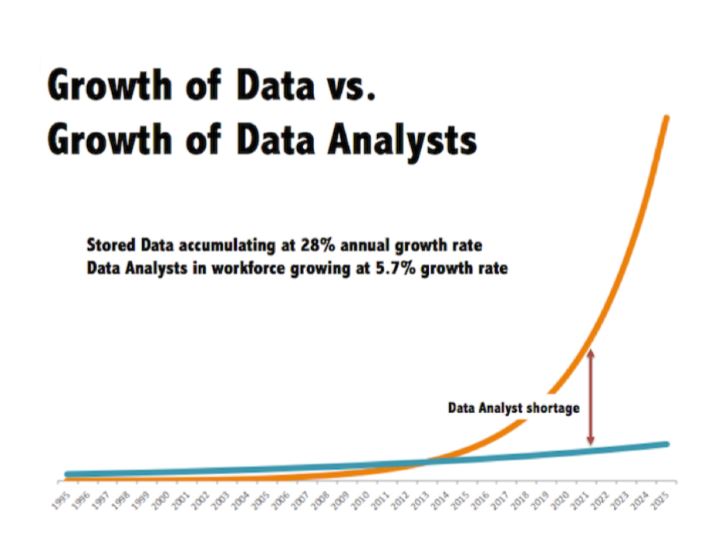 Growth of Data vs.
Growth of Data Analysts
Stored Data accumulating at 28% annual growth rate
Data Analysts in workforce growing at 5.7% growth rate
Data Analyst shortage
1995 1996 1997 1998 1999 2000 2001 2002 2003 2004 2005 2006 2007 2008 2009 2010 2011 2012 2013 2014 2015 2016 2017 2018 2019 2020 2021 2022 2023 2024 2025